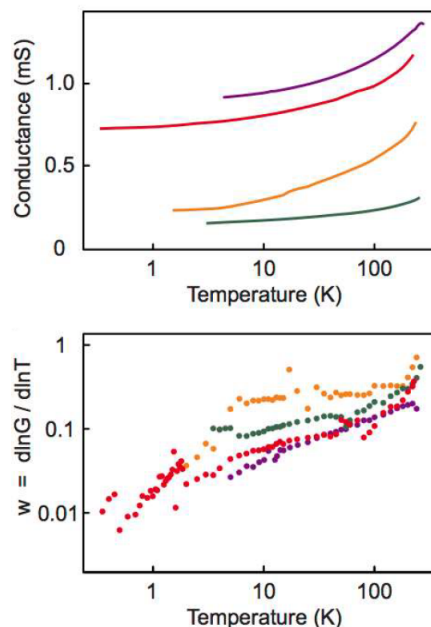 Conductance (mS)
1.0
0.5
0
1 10 100
Temperature (K)
w = dlnG / dlnT
1
0.1
0.01
1 10 100
Temperature (K)